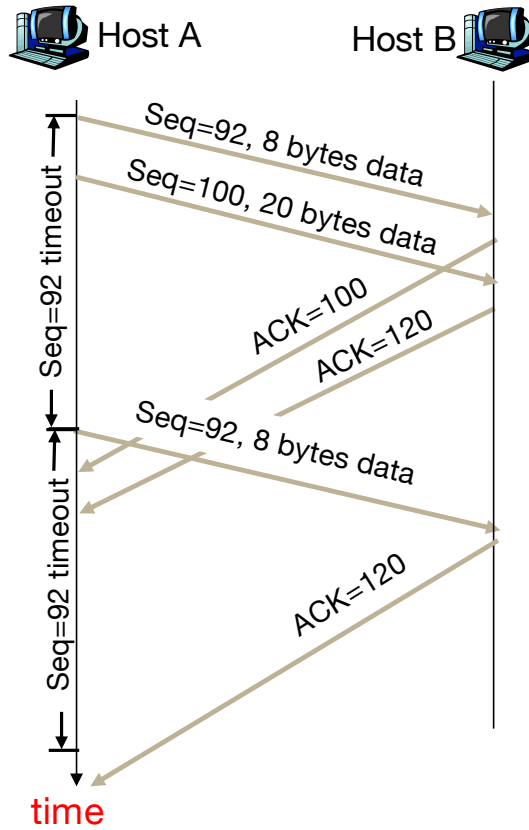 Host A
Host B
Seq=92, 8 bytes data
Seq=100, 20 bytes data
Seq=92 timeout
ACK=100
ACK=120
Seq=92, 8 bytes data
Seq=92 timeout
ACK=120
time